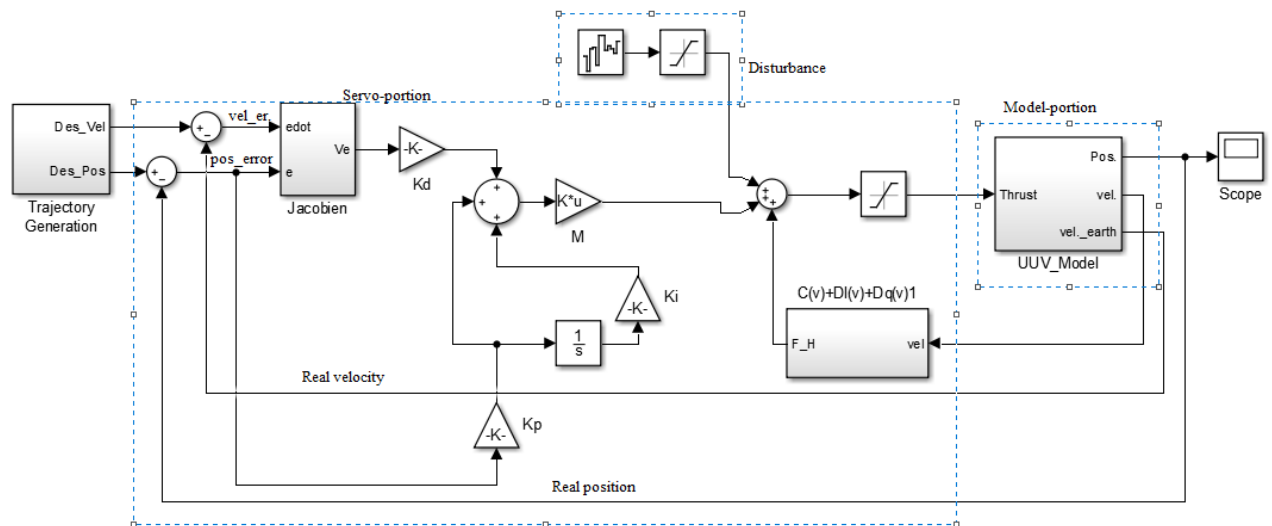 Disturbance
Servo-portion
Model-portion
Des_Vel
Des_Pos
Trajectory
Generation
+
−
+
−
vel_er,
pos_error
edot
e
Ve
Jacobien
-K-
Kd
+
+
+
K*u
M
+
+
+
Thrust
Pos.
vel.
vel._earth
UUV_Model
Scope
-K-
Ki
1
s
C(v)+Dl(v)+Dq(v)1
F_H
vel
Real velocity
-K-
Kp
Real position